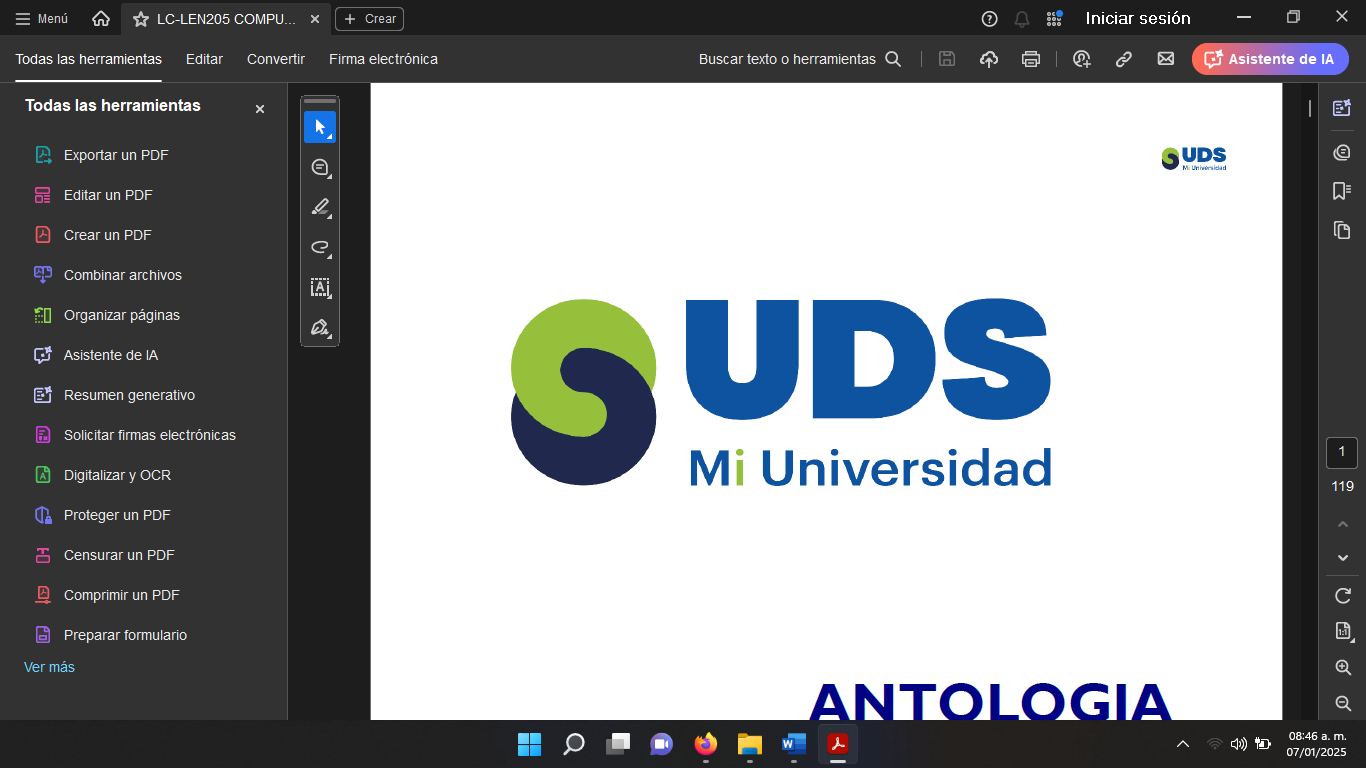 Menú
LC-LEN205 COMPU...
Crear
Iniciar sesión
Todas las herramientas
Editar
Convertir
Firma electrónica
Buscar texto o herramientas
Asistente de IA
Todas las herramientas
Exportar un PDF
Editar un PDF
Crear un PDF
Combinar archivos
Organizar páginas
Asistente de IA
Resumen generativo
Solicitar firmas electrónicas
Digitalizar y OCR
Proteger un PDF
Censurar un PDF
Comprimir un PDF
Preparar formulario
Ver más
UDS
Mi Universidad
UDS
Mi Universidad
ANTOLOGIA
1
119
08:46 a. m.
07/01/2025